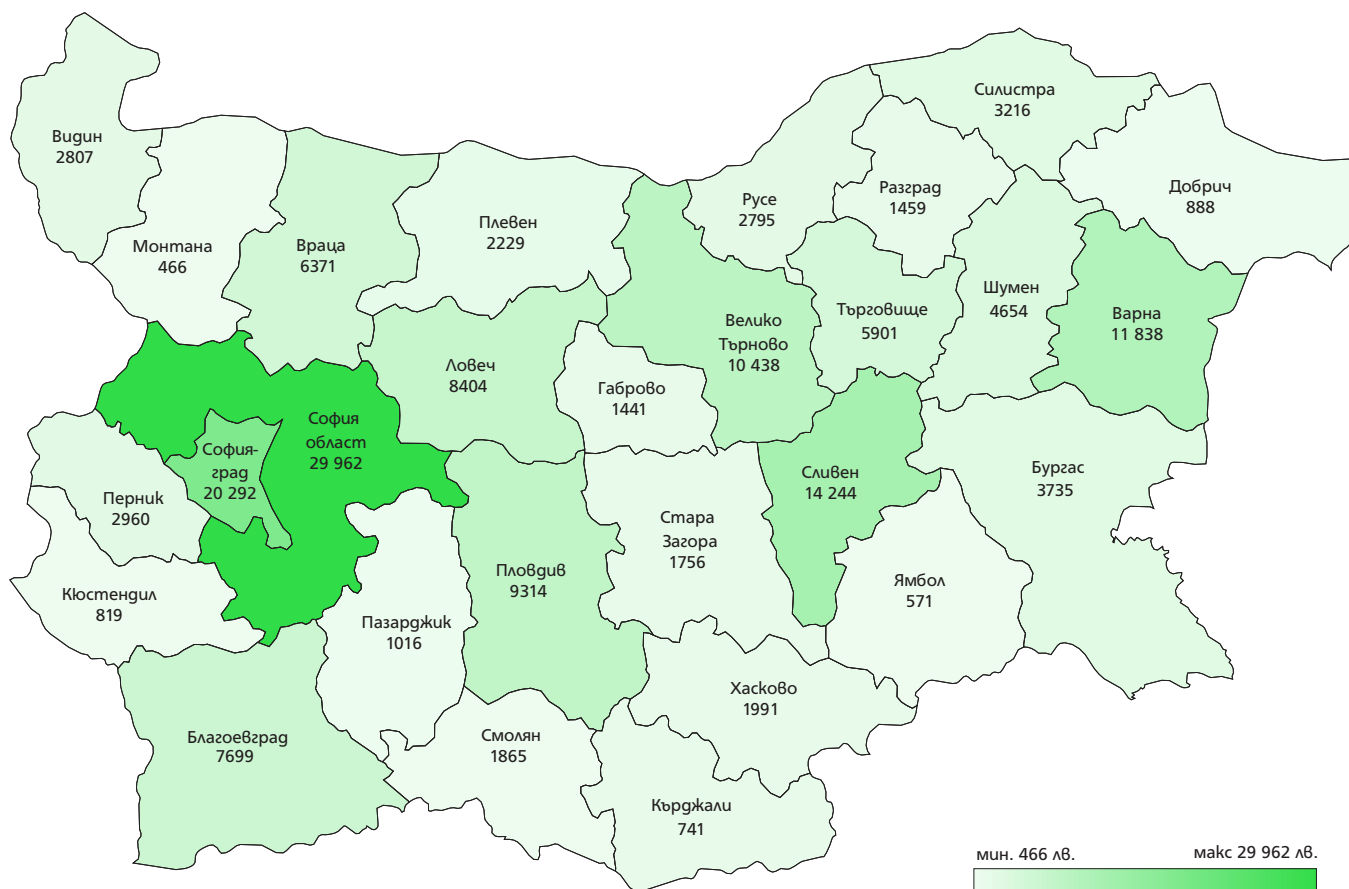 Силистра
3216
Видин
2807
Добрич
888
Разград
1459
Русе
2795
Плевен
2229
Монтана
466
Враца
6371
Шумен
4654
Търговище
5901
Варна
11 838
Велико
Търново
10 438
Ловеч
8404
Габрово
1441
София
област
29 962
София-
град
20 292
Сливен
14 244
Бургас
3735
Перник
2960
Стара
Загора
1756
Пловдив
9314
Ямбол
571
Кюстендил
819
Пазарджик
1016
Хасково
1991
Благоевград
7699
Смолян
1865
Кърджали
741
мин. 466 лв.
макс 29 962 лв.